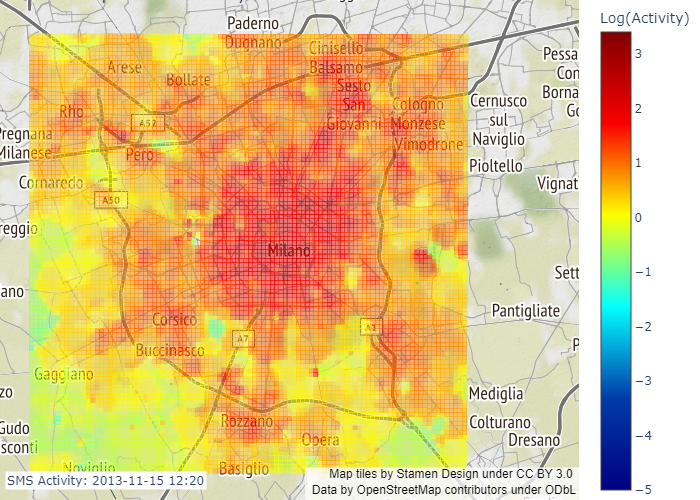 Log(Activity)
Paderno
Dugnano
Cinisello
Balsamo
Arese
Bollate
Sesto
San
Giovanni
Cologno
Monzese
Vimodrone
Cernusco
sul
Naviglio
Pioltello
Pessa
Con
Borna
Rho
A52
Pregnana
Milanese
Pero
Cornaredo
A50
Vignat
reggio
Milano
Sett
ano
Pantigliate
Corsico
A7
A1
Buccinasco
Gaggiano
Mediglia
zo
Rozzano
Gudo
sconti
Opera
Colturano
Dresano
Noviglio
Basiglio
SMS Activity: 2013-11-15 12:20
Map tiles by Stamen Design under CC BY 3.0
Data by OpenStreetMap contributors under ODbL
3
2
1
0
−1
−2
−3
−4
−5